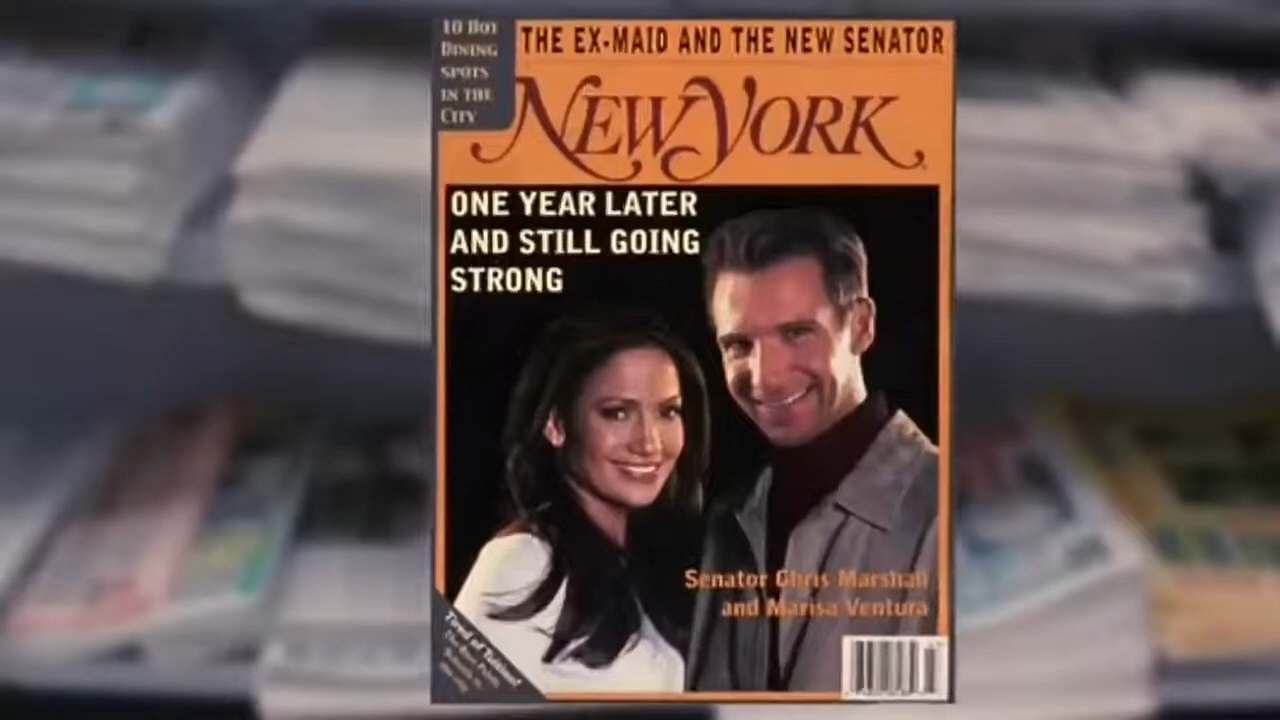 10 Hot
Dining
spots
in the
City
THE EX-MAID AND THE NEW SENATOR
NEW YORK
ONE YEAR LATER
AND STILL GOING
STRONG
Senator Chris Marshall
and Marisa Ventura